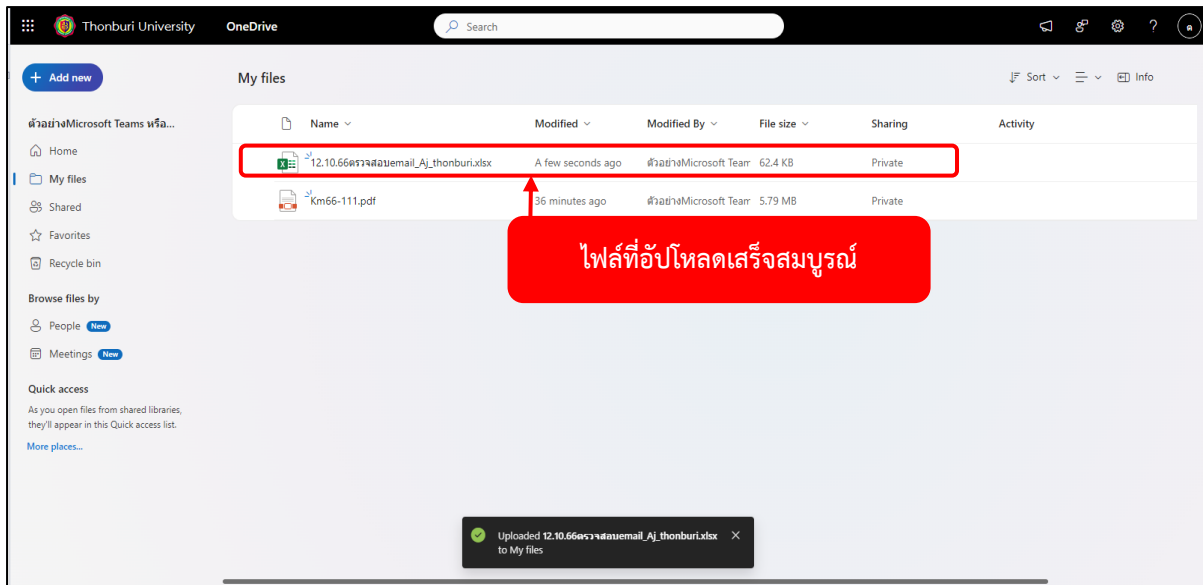 Thonburi University OneDrive Search ? ค
+ Add new
My files
Sort Info
ตัวอย่างMicrosoft Teams หรือ...
Name Modified Modified By File size Sharing Activity
Home
12.10.66ตรวจสอบemail_Aj_thonburi.xlsx A few seconds ago ตัวอย่างMicrosoft Team 62.4 KB Private
My files
Km66-111.pdf 36 minutes ago ตัวอย่างMicrosoft Team 5.79 MB Private
Shared
Favorites
ไฟล์ที่อัปโหลดเสร็จสมบูรณ์
Recycle bin
Browse files by
People New
Meetings New
Quick access
As you open files from shared libraries,
they'll appear in this Quick access list.
More places...
Uploaded 12.10.66ตรวจสอบemail_Aj_thonburi.xlsx
to My files